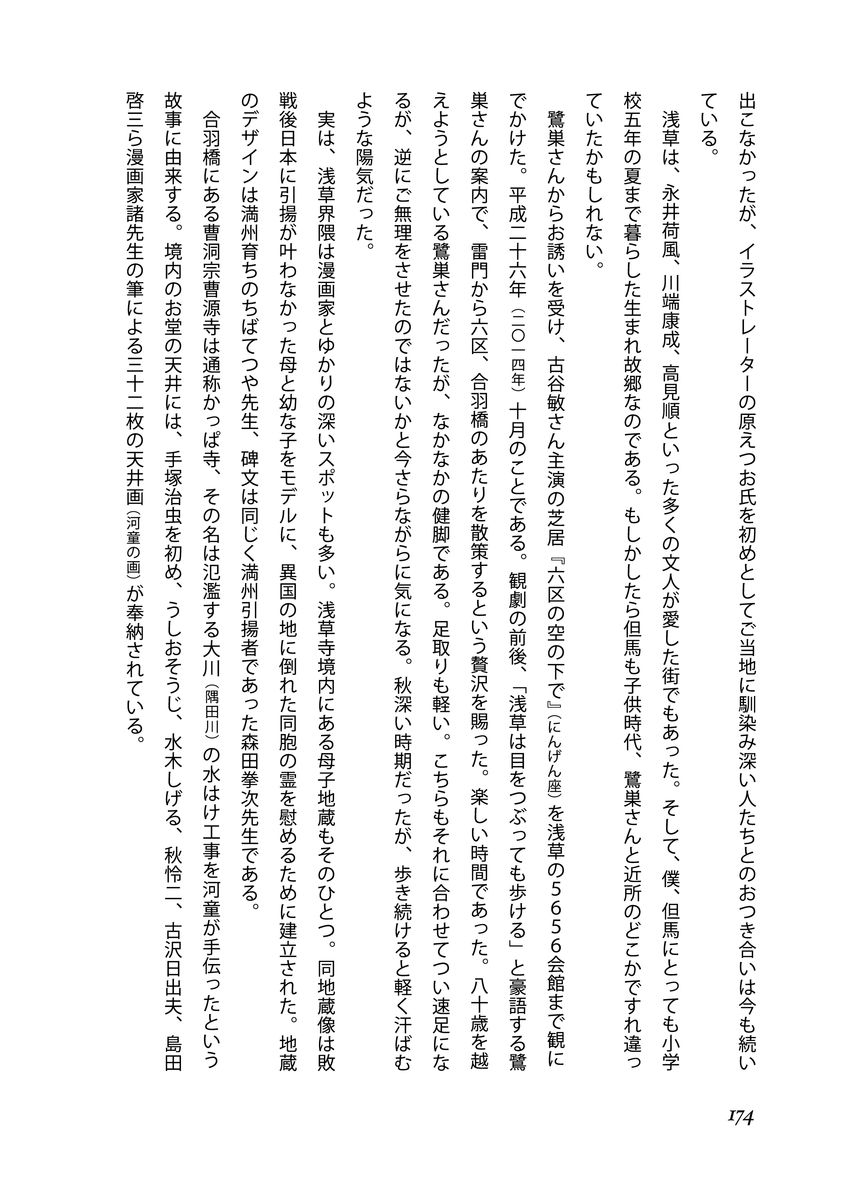 出こなかったが、イラストレーターの原えつお氏を初めとしてご当地に馴染み深い人たちとのおつき合いは今も続い
ている。
浅草は、永井荷風、川端康成、高見順といった多くの文人が愛した街でもあった。そして、僕、但馬にとっても小学
校五年の夏まで暮らした生まれ故郷なのである。もしかしたら但馬も子供時代、鷺巣さんと近所のどこかですれ違っ
ていたかもしれない。
鷺巣さんからお誘いを受け、古谷敏さん主演の芝居『六区の空の下で』（にんげん座）を浅草の５６５６会館まで観に
でかけた。平成二十六年（二〇一四年）十月のことである。観劇の前後、「浅草は目をつぶっても歩ける」と豪語する鷺
巣さんの案内で、雷門から六区、合羽橋のあたりを散策するという贅沢を賜った。楽しい時間であった。八十歳を越
えようとしている鷺巣さんだったが、なかなかの健脚である。足取りも軽い。こちらもそれに合わせてつい速足にな
るが、逆にご無理をさせたのではないかと今さらながらに気になる。秋深い時期だったが、歩き続けると軽く汗ばむ
ような陽気だった。
実は、浅草界隈は漫画家とゆかりの深いスポットも多い。浅草寺境内にある母子地蔵もそのひとつ。同地蔵像は敗
戦後日本に引揚が叶わなかった母と幼な子をモデルに、異国の地に倒れた同胞の霊を慰めるために建立された。地蔵
のデザインは満州育ちのちばてつや先生、碑文は同じく満州引揚者であった森田拳次先生である。
合羽橋にある曹洞宗曹源寺は通称かっぱ寺、その名は氾濫する大川（隅田川）の水はけ工事を河童が手伝ったという
故事に由来する。境内のお堂の天井には、手塚治虫を初め、うしおそうじ、水木しげる、秋怜二、古沢日出夫、島田
啓三ら漫画家諸先生の筆による三十二枚の天井画（河童の画）が奉納されている。
174